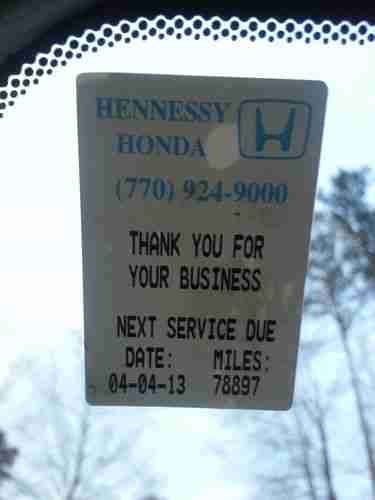 HENNESSY
HONDA
(770) 924-9000
THANK YOU FOR
YOUR BUSINESS
NEXT SERVICE DUE
DATE: MILES:
04-04-13 78897